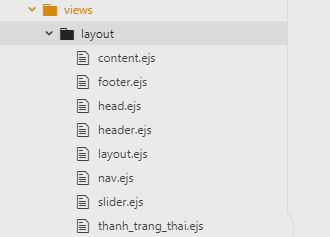 views
layout
content.ejs
footer.ejs
head.ejs
header.ejs
layout.ejs
nav.ejs
slider.ejs
thanh_trang_thai.ejs